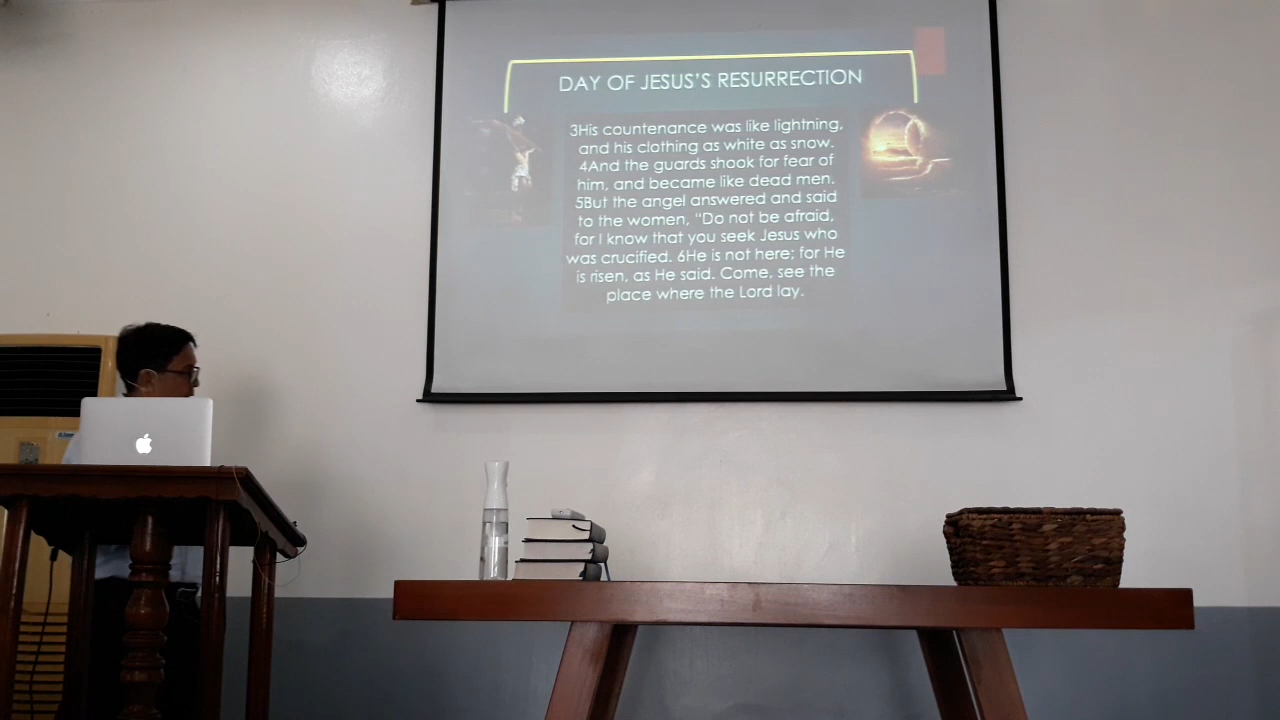 DAY OF JESUS'S RESURRECTION
3His countenance was like lightning,
and his clothing as white as snow.
4And the guards shook for fear of
him, and became like dead men.
5But the angel answered and said
to the women, "Do not be afraid,
for I know that you seek Jesus who
was crucified. 6He is not here; for He
is risen, as He said. Come, see the
place where the Lord lay.